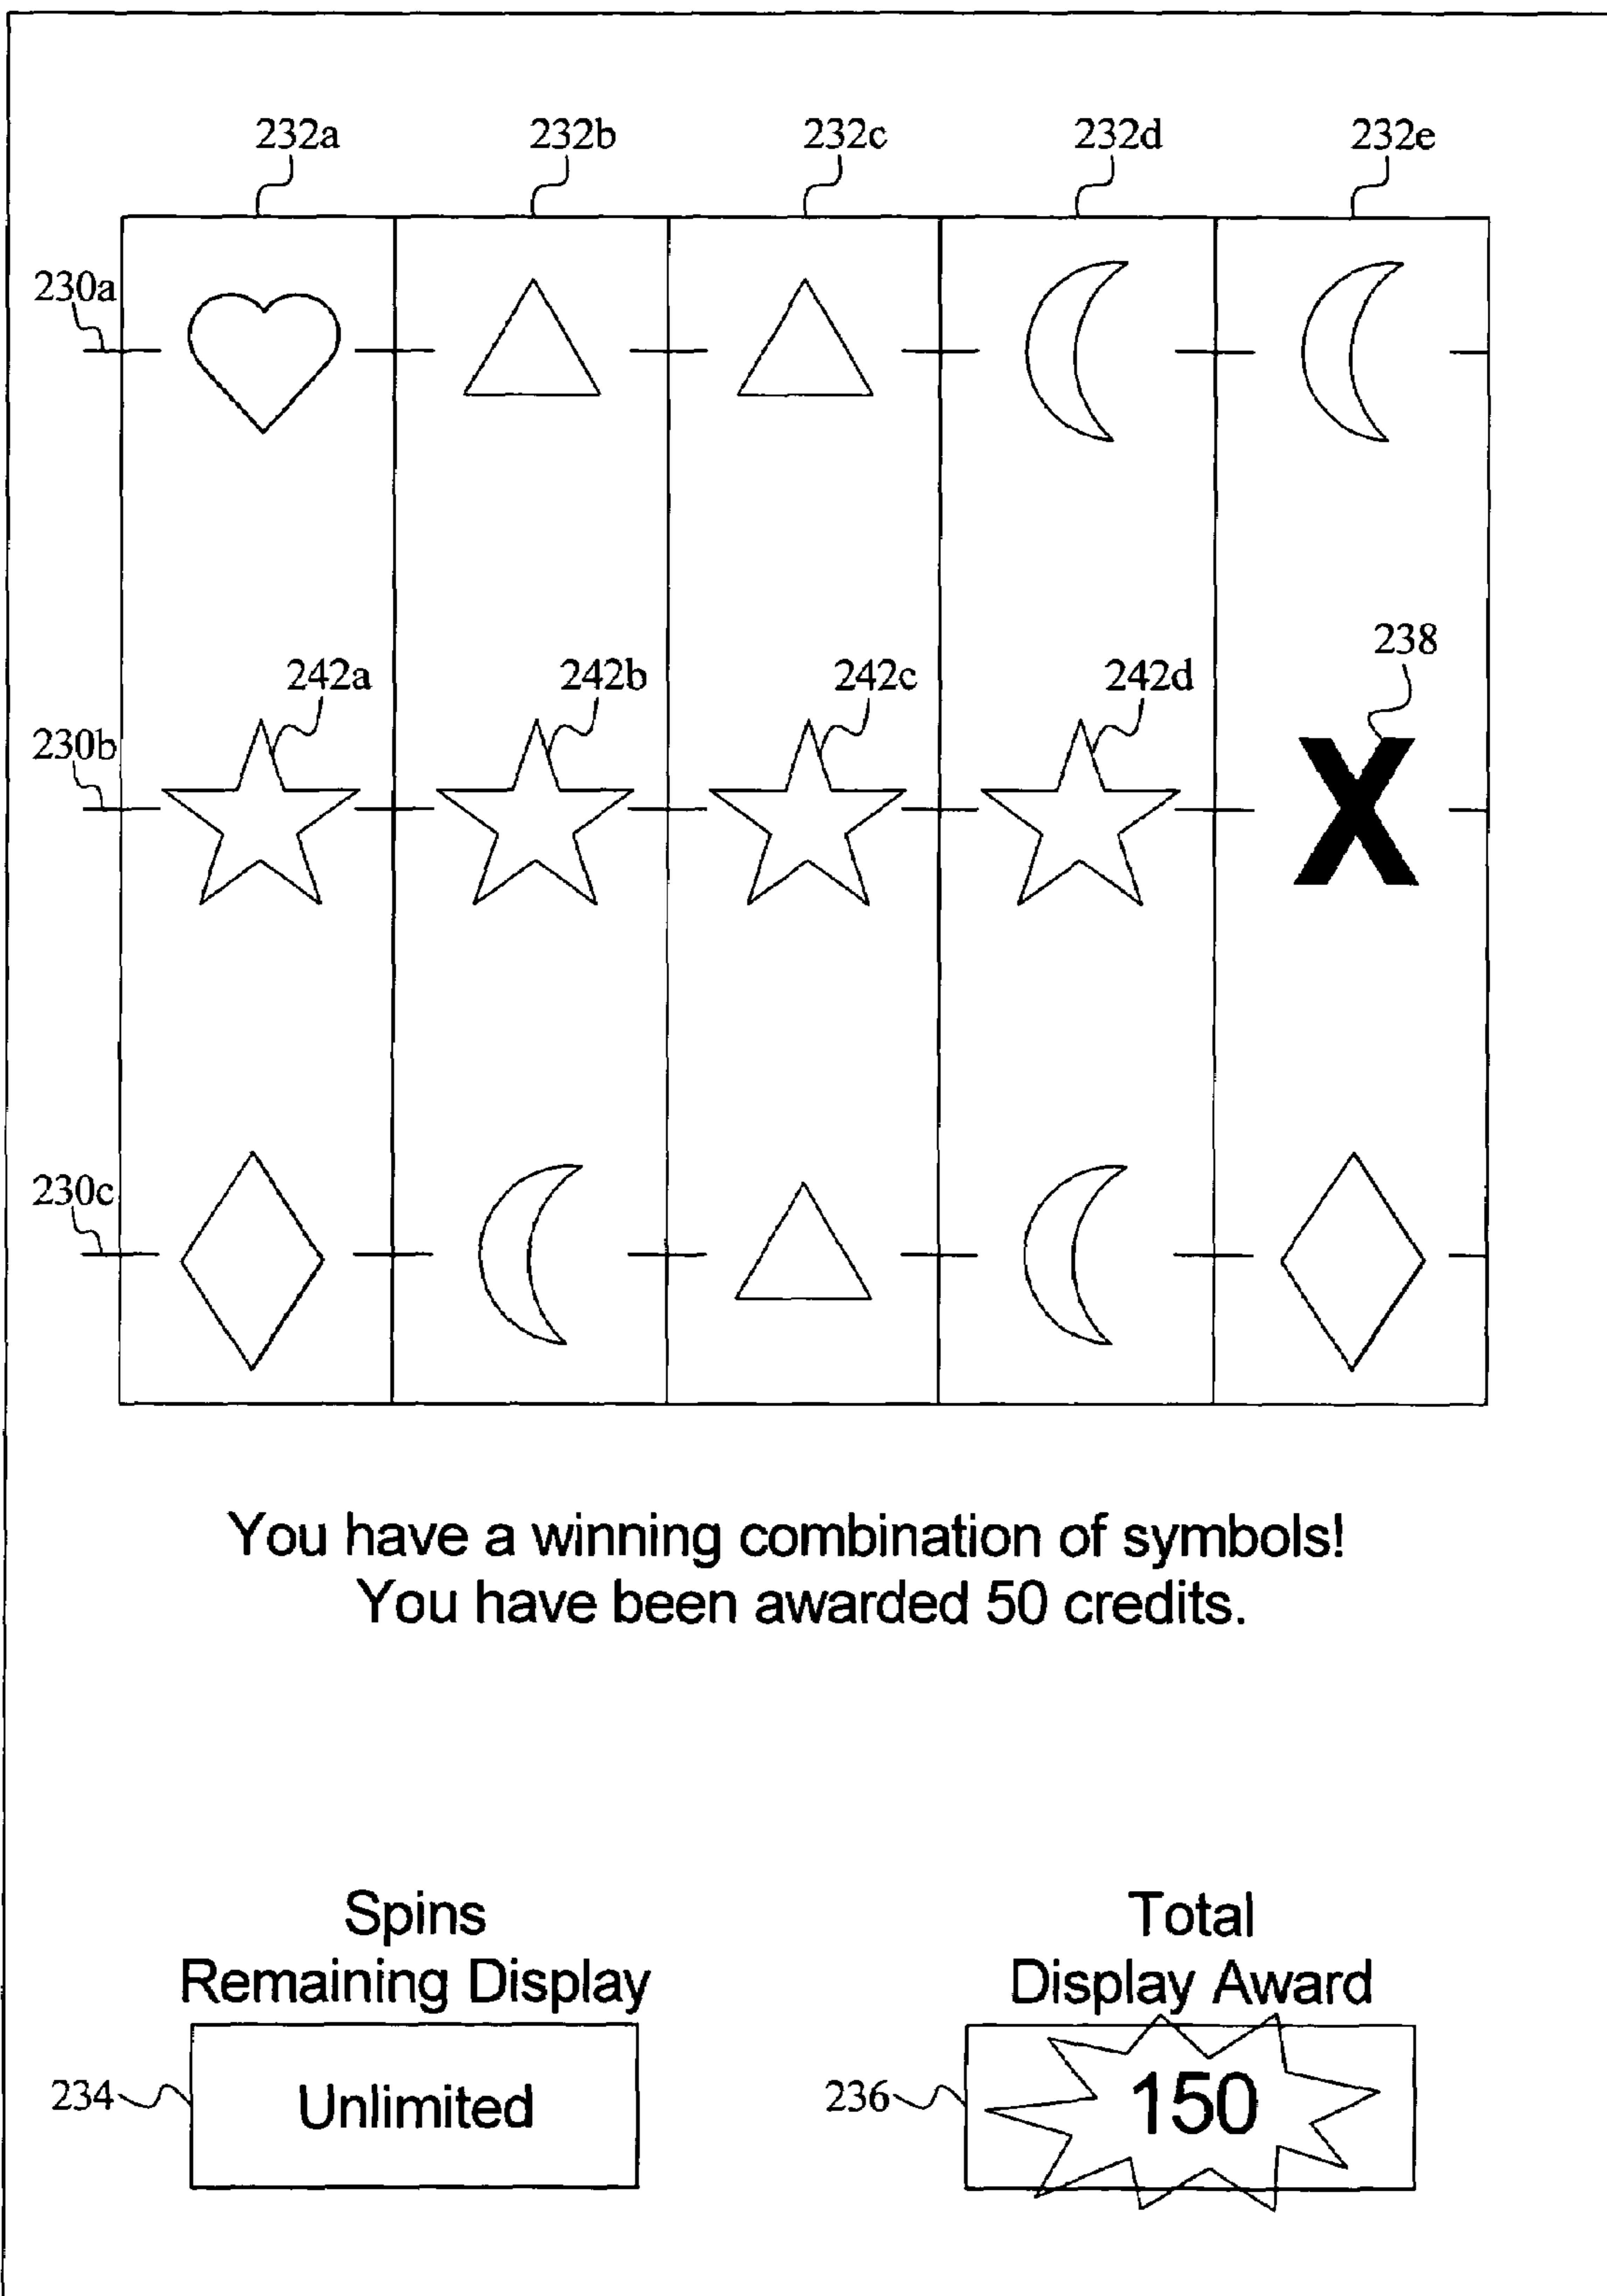 232a 232b 232c 232d 232e
230a
238
242a 242b 242c 242d
230b
X
230c
You have a winning combination of symbols!
You have been awarded 50 credits.
Spins
Remaining Display
Total
Display Award
234 Unlimited
236 150